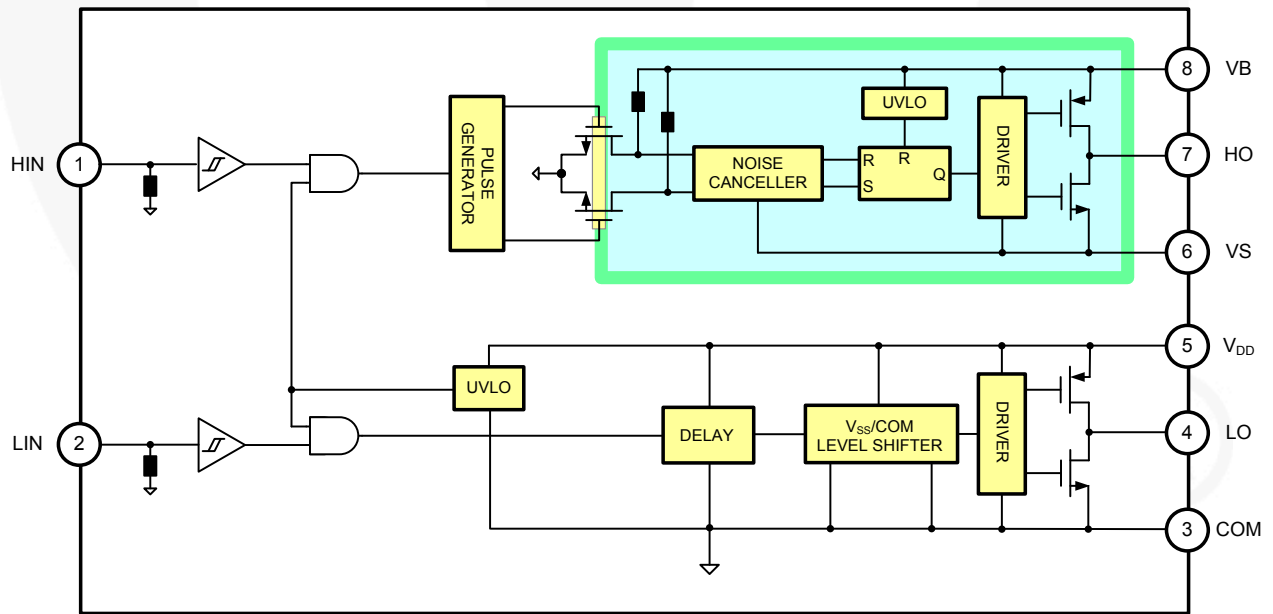 8 VB
UVLO
DRIVER
HIN 1
PULSE GENERATOR
NOISE CANCELLER
R
R
S
Q
7 HO
6 VS
5 VDD
UVLO
DRIVER
LIN 2
DELAY
VSS/COM
LEVEL SHIFTER
4 LO
3 COM